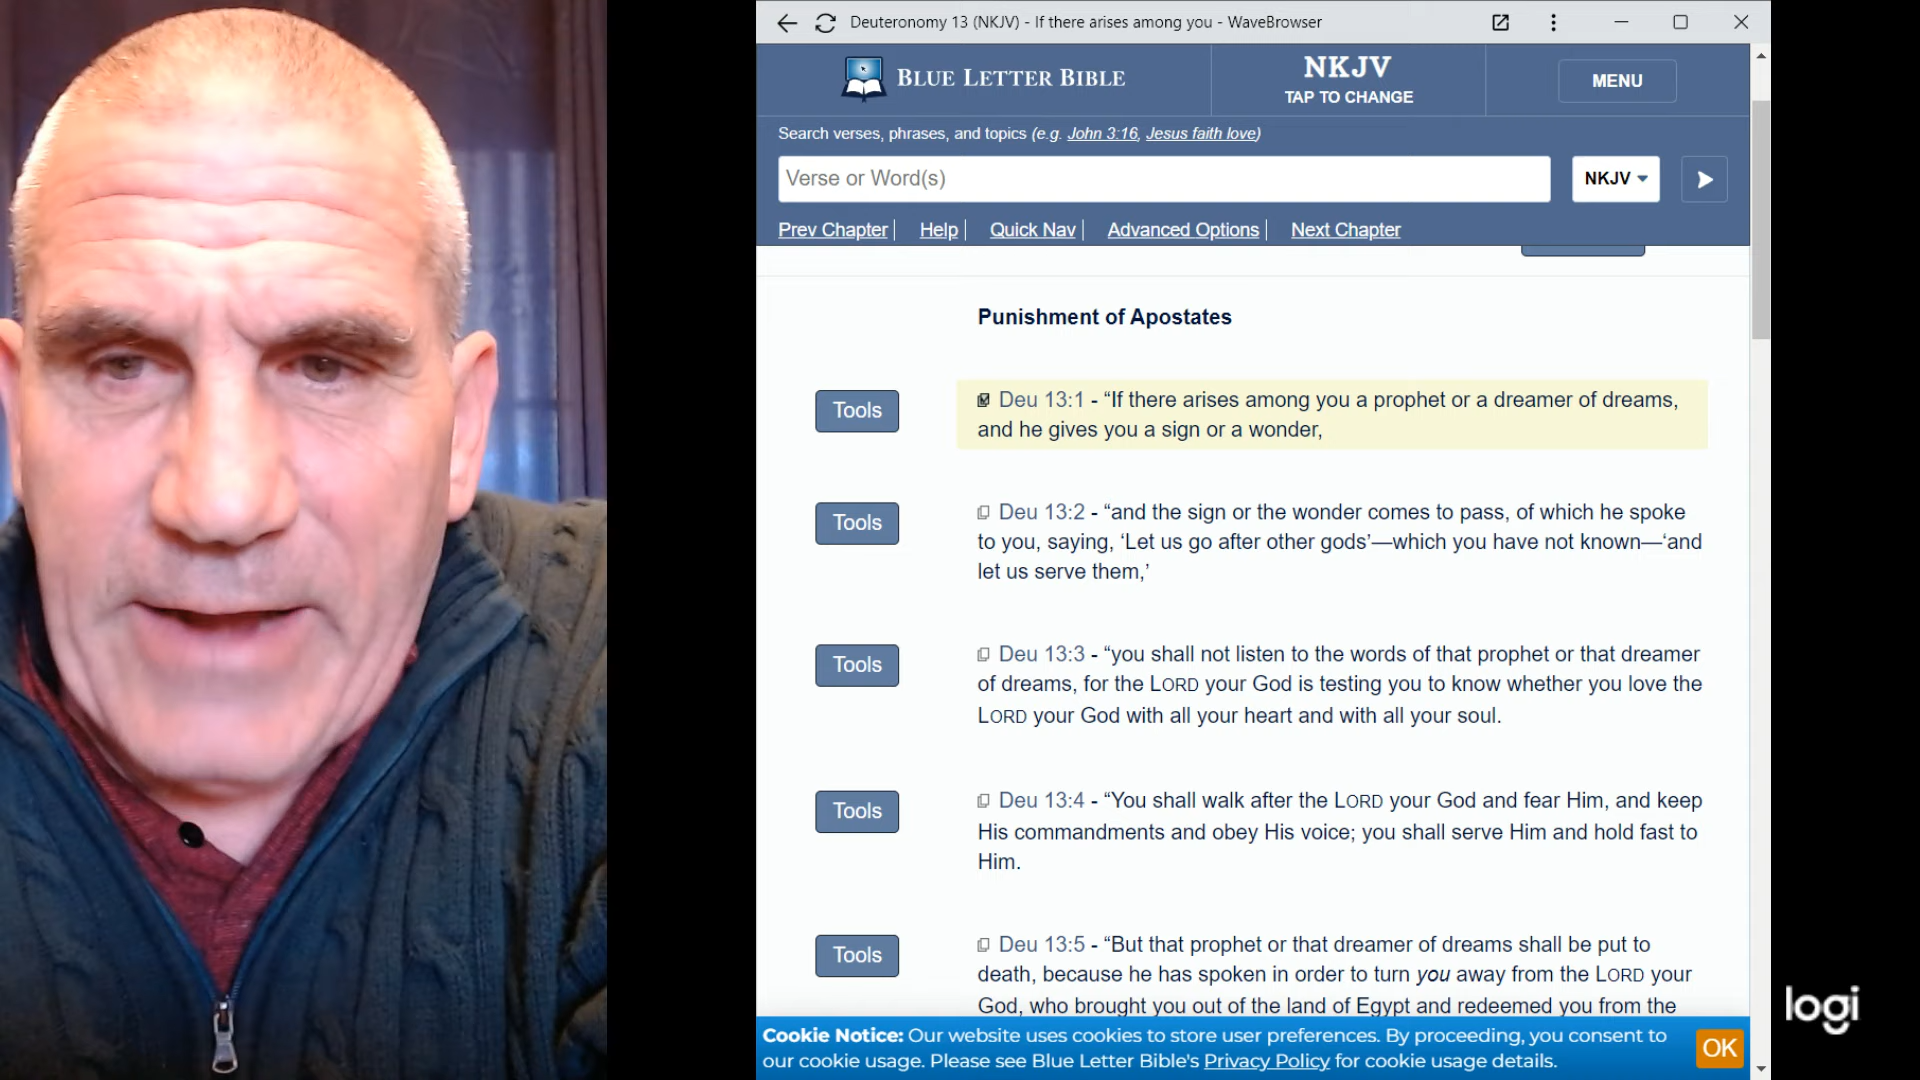 Deuteronomy 13 (NKJV) - If there arises among you - WaveBrowser
BLUE LETTER BIBLE
NKJV
TAP TO CHANGE
MENU
Search verses, phrases, and topics (e.g. John 3:16, Jesus faith love)
Verse or Word(s)
NKJV
Prev Chapter
Help
Quick Nav
Advanced Options
Next Chapter
Punishment of Apostates
Tools
Deu 13:1 - “If there arises among you a prophet or a dreamer of dreams,
and he gives you a sign or a wonder,
Tools
Deu 13:2 - “and the sign or the wonder comes to pass, of which he spoke
to you, saying, ‘Let us go after other gods’—which you have not known—‘and
let us serve them,’
Tools
Deu 13:3 - “you shall not listen to the words of that prophet or that dreamer
of dreams, for the LORD your God is testing you to know whether you love the
LORD your God with all your heart and with all your soul.
Tools
Deu 13:4 - “You shall walk after the LORD your God and fear Him, and keep
His commandments and obey His voice; you shall serve Him and hold fast to
Him.
Tools
Deu 13:5 - “But that prophet or that dreamer of dreams shall be put to
death, because he has spoken in order to turn you away from the LORD your
God, who brought you out of the land of Egypt and redeemed you from the
Cookie Notice: Our website uses cookies to store user preferences. By proceeding, you consent to
our cookie usage. Please see Blue Letter Bible's Privacy Policy for cookie usage details.
OK
logi